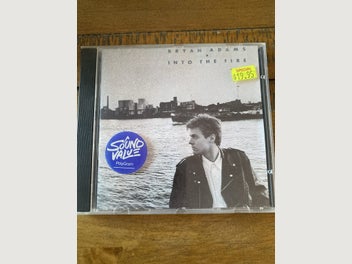 BRYAN ADAMS
INTO THE FIRE
A
SOUND
VALUE
PolyGram